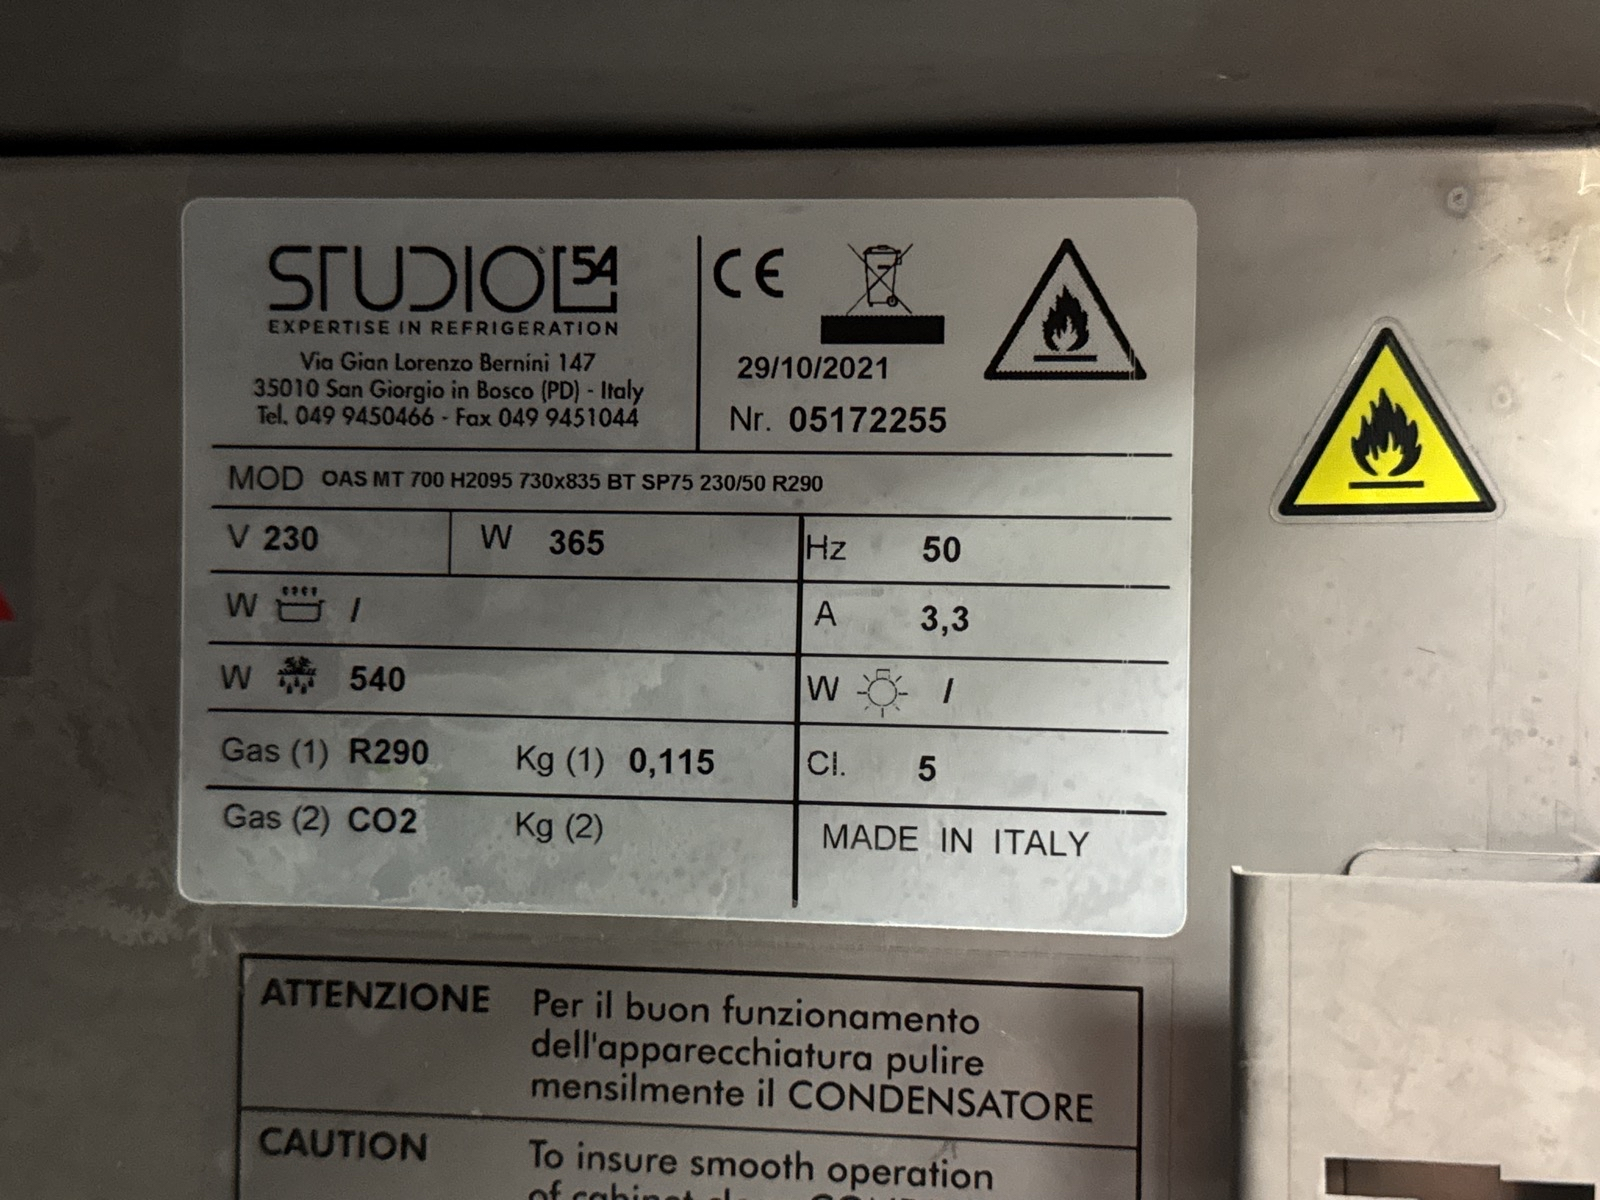 STUDIO 54
EXPERTISE IN REFRIGERATION
Via Gian Lorenzo Bernini 147
35010 San Giorgio in Bosco (PD) - Italy
Tel. 049 9450466 - Fax 049 9451044
CE
29/10/2021
Nr. 05172255
MOD OAS MT 700 H2095 730x835 BT SP75 230/50 R290
V 230 W 365 Hz 50
W / A 3,3
W 540 W /
Gas (1) R290 Kg (1) 0,115 Cl. 5
Gas (2) CO2 Kg (2) MADE IN ITALY
ATTENZIONE Per il buon funzionamento
dell'apparecchiatura pulire
mensilmente il CONDENSATORE
CAUTION To insure smooth operation
of cabinet